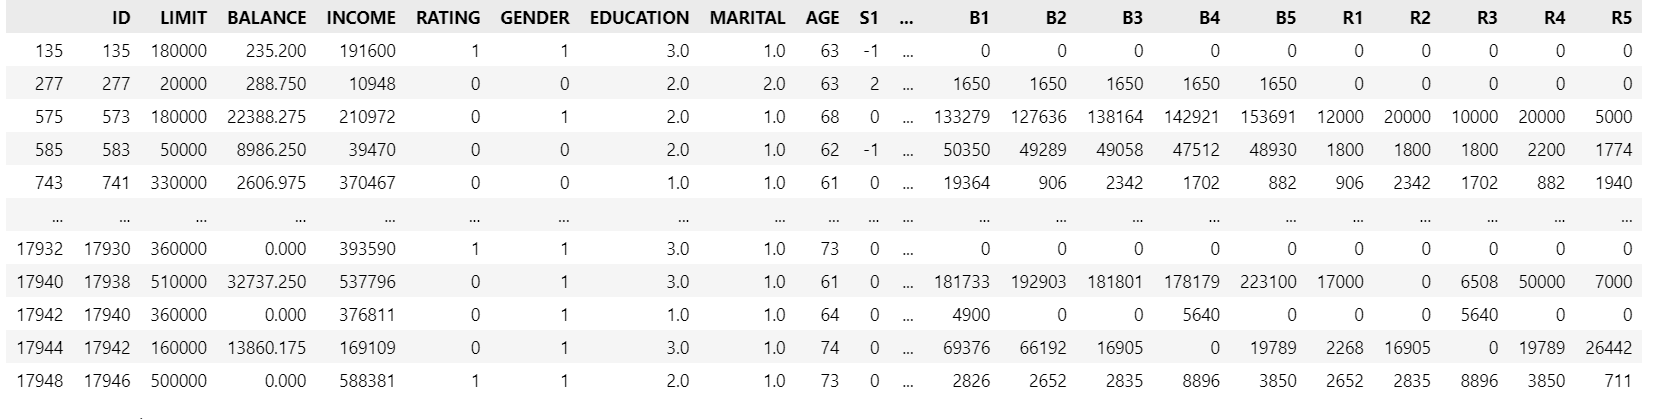 ID LIMIT BALANCE INCOME RATING GENDER EDUCATION MARITAL AGE S1 ... B1 B2 B3 B4 B5 R1 R2 R3 R4 R5
135 135 180000 235.200 191600 1 1 3.0 1.0 63 -1 ... 0 0 0 0 0 0 0 0 0 0
277 277 20000 288.750 10948 0 0 2.0 2.0 63 2 ... 1650 1650 1650 1650 1650 0 0 0 0 0
575 573 180000 22388.275 210972 0 1 2.0 1.0 68 0 ... 133279 127636 138164 142921 153691 12000 20000 10000 20000 5000
585 583 50000 8986.250 39470 0 0 2.0 1.0 62 -1 ... 50350 49289 49058 47512 48930 1800 1800 1800 2200 1774
743 741 330000 2606.975 370467 0 0 1.0 1.0 61 0 ... 19364 906 2342 1702 882 906 2342 1702 882 1940
... ... ... ... ... ... ... ... ... ... ... ... ... ... ... ... ... ... ... ... ... ...
17932 17930 360000 0.000 393590 1 1 3.0 1.0 73 0 ... 0 0 0 0 0 0 0 0 0 0
17940 17938 510000 32737.250 537796 0 1 3.0 1.0 61 0 ... 181733 192903 181801 178179 223100 17000 0 6508 50000 7000
17942 17940 360000 0.000 376811 0 1 1.0 1.0 64 0 ... 4900 0 0 5640 0 0 0 5640 0 0
17944 17942 160000 13860.175 169109 0 1 3.0 1.0 74 0 ... 69376 66192 16905 0 19789 2268 16905 0 19789 26442
17948 17946 500000 0.000 588381 1 1 2.0 1.0 73 0 ... 2826 2652 2835 8896 3850 2652 2835 8896 3850 711